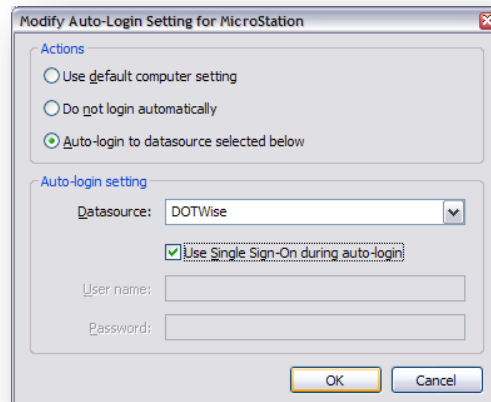 Modify Auto-Login Setting for MicroStation
Actions
Use default computer setting
Do not login automatically
Auto-login to datasource selected below
Auto-login setting
Datasource: DOTWise
Use Single Sign-On during auto-login
User name:
Password:
OK Cancel